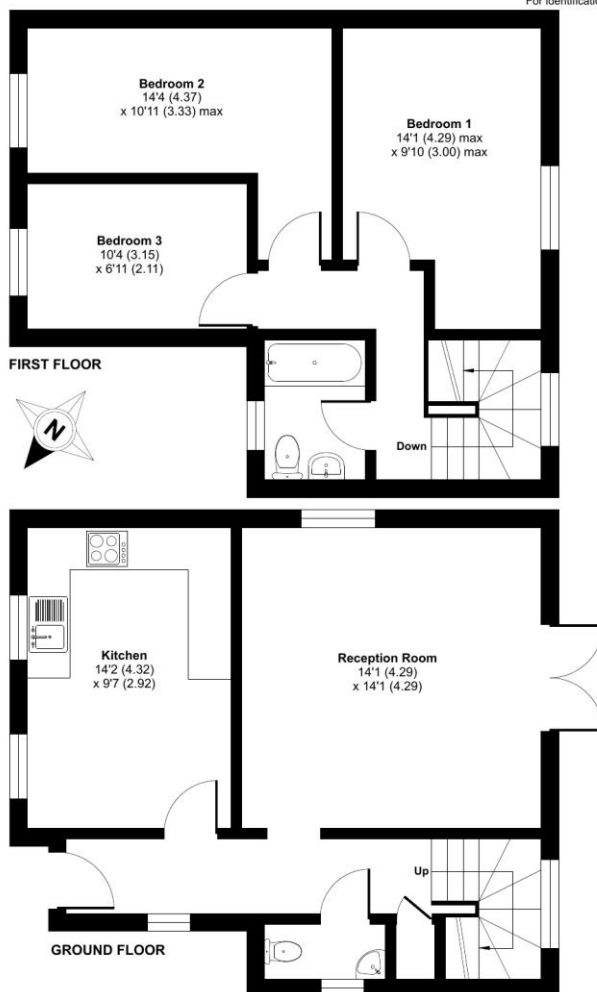 For identificatio
Bedroom 2
14'4 (4.37)
x 10'11 (3.33) max
Bedroom 1
14'1 (4.29) max
x 9'10 (3.00) max
Bedroom 3
10'4 (3.15)
x 6'11 (2.11)
FIRST FLOOR
N
Down
Kitchen
14'2 (4.32)
x 9'7 (2.92)
Reception Room
14'1 (4.29)
x 14'1 (4.29)
Up
GROUND FLOOR